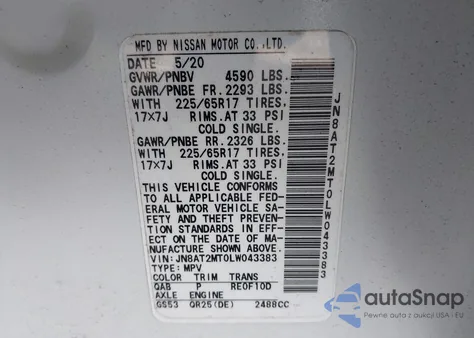 MFD BY NISSAN MOTOR CO.,LTD.
DATE 5/20
GVWR/PNBV 4590 LBS.
GAWR/PNBE FR. 2293 LBS.
WITH 225/65R17 TIRES,
17×7J RIMS.AT 33 PSI
COLD SINGLE.
GAWR/PNBE RR. 2326 LBS.
WITH 225/65R17 TIRES,
17×7J RIMS.AT 33 PSI
COLD SINGLE.
THIS VEHICLE CONFORMS
TO ALL APPLICABLE FED-
ERAL MOTOR VEHICLE SA-
FETY AND THEFT PREVEN-
TION STANDARDS IN EFF-
ECT ON THE DATE OF MA-
NUFACTURE SHOWN ABOVE.
VIN: JN8AT2MT0LW043383
TYPE: MPV
COLOR TRIM TRANS
QAB P RE0F10D
AXLE ENGINE
GS53 QR25(DE) 2488CC
JN8AT2MT0LW043383
autoSnap
Pewne auta z aukcji w USA i EU